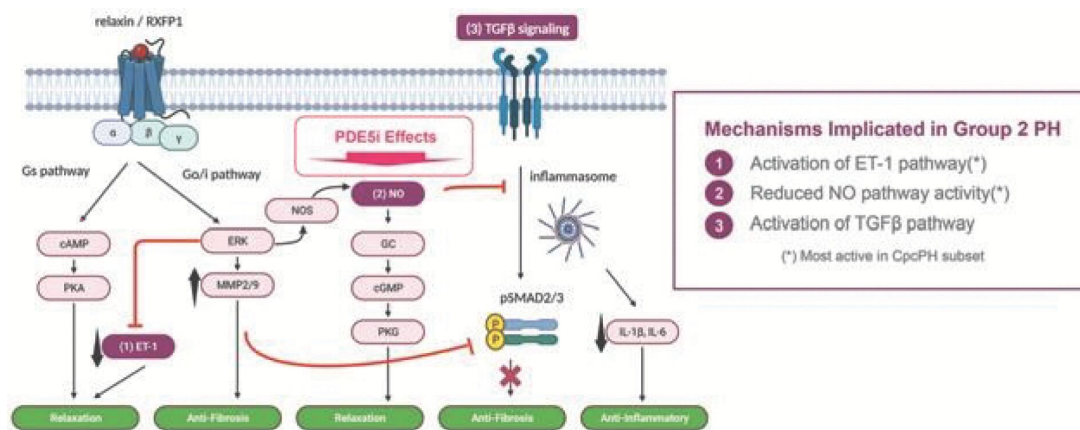 relaxin / RXFP1
(3) TGFβ signaling
α
β
γ
PDE5i Effects
Gs pathway
Go/i pathway
NOS
(2) NO
inflammasome
cAMP
ERK
GC
PKA
MMP2/9
cGMP
pSMAD2/3
(1) ET-1
PKG
P
P
IL-1β, IL-6
Relaxation
Anti-Fibrosis
Relaxation
Anti-Fibrosis
Anti-Inflammatory
Mechanisms Implicated in Group 2 PH
1 Activation of ET-1 pathway(*)
2 Reduced NO pathway activity(*)
3 Activation of TGFβ pathway
(*) Most active in CpcPH subset